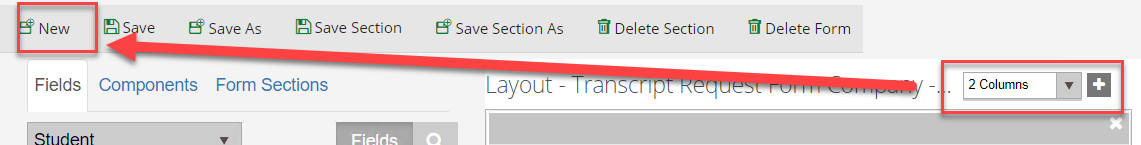 New Save Save As Save Section Save Section As Delete Section Delete Form
Fields Components Form Sections
Layout - Transcript Request Form Company -... 2 Columns
Student Fields